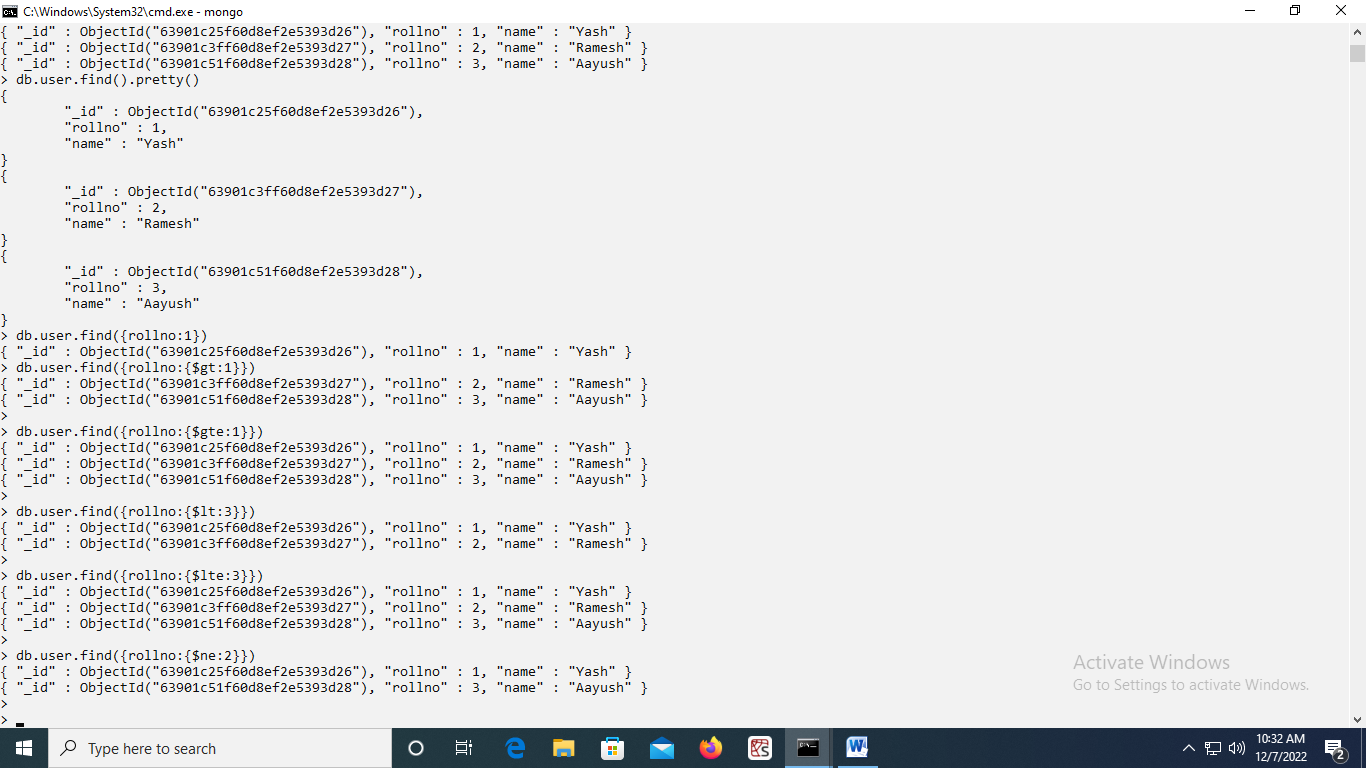 C:\Windows\System32\cmd.exe - mongo
{ "_id" : ObjectId("63901c25f60d8ef2e5393d26"), "rollno" : 1, "name" : "Yash" }
{ "_id" : ObjectId("63901c3ff60d8ef2e5393d27"), "rollno" : 2, "name" : "Ramesh" }
{ "_id" : ObjectId("63901c51f60d8ef2e5393d28"), "rollno" : 3, "name" : "Aayush" }
> db.user.find().pretty()
{
        "_id" : ObjectId("63901c25f60d8ef2e5393d26"),
        "rollno" : 1,
        "name" : "Yash"
}
{
        "_id" : ObjectId("63901c3ff60d8ef2e5393d27"),
        "rollno" : 2,
        "name" : "Ramesh"
}
{
        "_id" : ObjectId("63901c51f60d8ef2e5393d28"),
        "rollno" : 3,
        "name" : "Aayush"
}
> db.user.find({rollno:1})
{ "_id" : ObjectId("63901c25f60d8ef2e5393d26"), "rollno" : 1, "name" : "Yash" }
> db.user.find({rollno:{$gt:1}})
{ "_id" : ObjectId("63901c3ff60d8ef2e5393d27"), "rollno" : 2, "name" : "Ramesh" }
{ "_id" : ObjectId("63901c51f60d8ef2e5393d28"), "rollno" : 3, "name" : "Aayush" }
>
> db.user.find({rollno:{$gte:1}})
{ "_id" : ObjectId("63901c25f60d8ef2e5393d26"), "rollno" : 1, "name" : "Yash" }
{ "_id" : ObjectId("63901c3ff60d8ef2e5393d27"), "rollno" : 2, "name" : "Ramesh" }
{ "_id" : ObjectId("63901c51f60d8ef2e5393d28"), "rollno" : 3, "name" : "Aayush" }
>
> db.user.find({rollno:{$lt:3}})
{ "_id" : ObjectId("63901c25f60d8ef2e5393d26"), "rollno" : 1, "name" : "Yash" }
{ "_id" : ObjectId("63901c3ff60d8ef2e5393d27"), "rollno" : 2, "name" : "Ramesh" }
>
> db.user.find({rollno:{$lte:3}})
{ "_id" : ObjectId("63901c25f60d8ef2e5393d26"), "rollno" : 1, "name" : "Yash" }
{ "_id" : ObjectId("63901c3ff60d8ef2e5393d27"), "rollno" : 2, "name" : "Ramesh" }
{ "_id" : ObjectId("63901c51f60d8ef2e5393d28"), "rollno" : 3, "name" : "Aayush" }
>
> db.user.find({rollno:{$ne:2}})
{ "_id" : ObjectId("63901c25f60d8ef2e5393d26"), "rollno" : 1, "name" : "Yash" }
{ "_id" : ObjectId("63901c51f60d8ef2e5393d28"), "rollno" : 3, "name" : "Aayush" }
>
>
Activate Windows
Go to Settings to activate Windows.
Type here to search
10:32 AM
12/7/2022
2